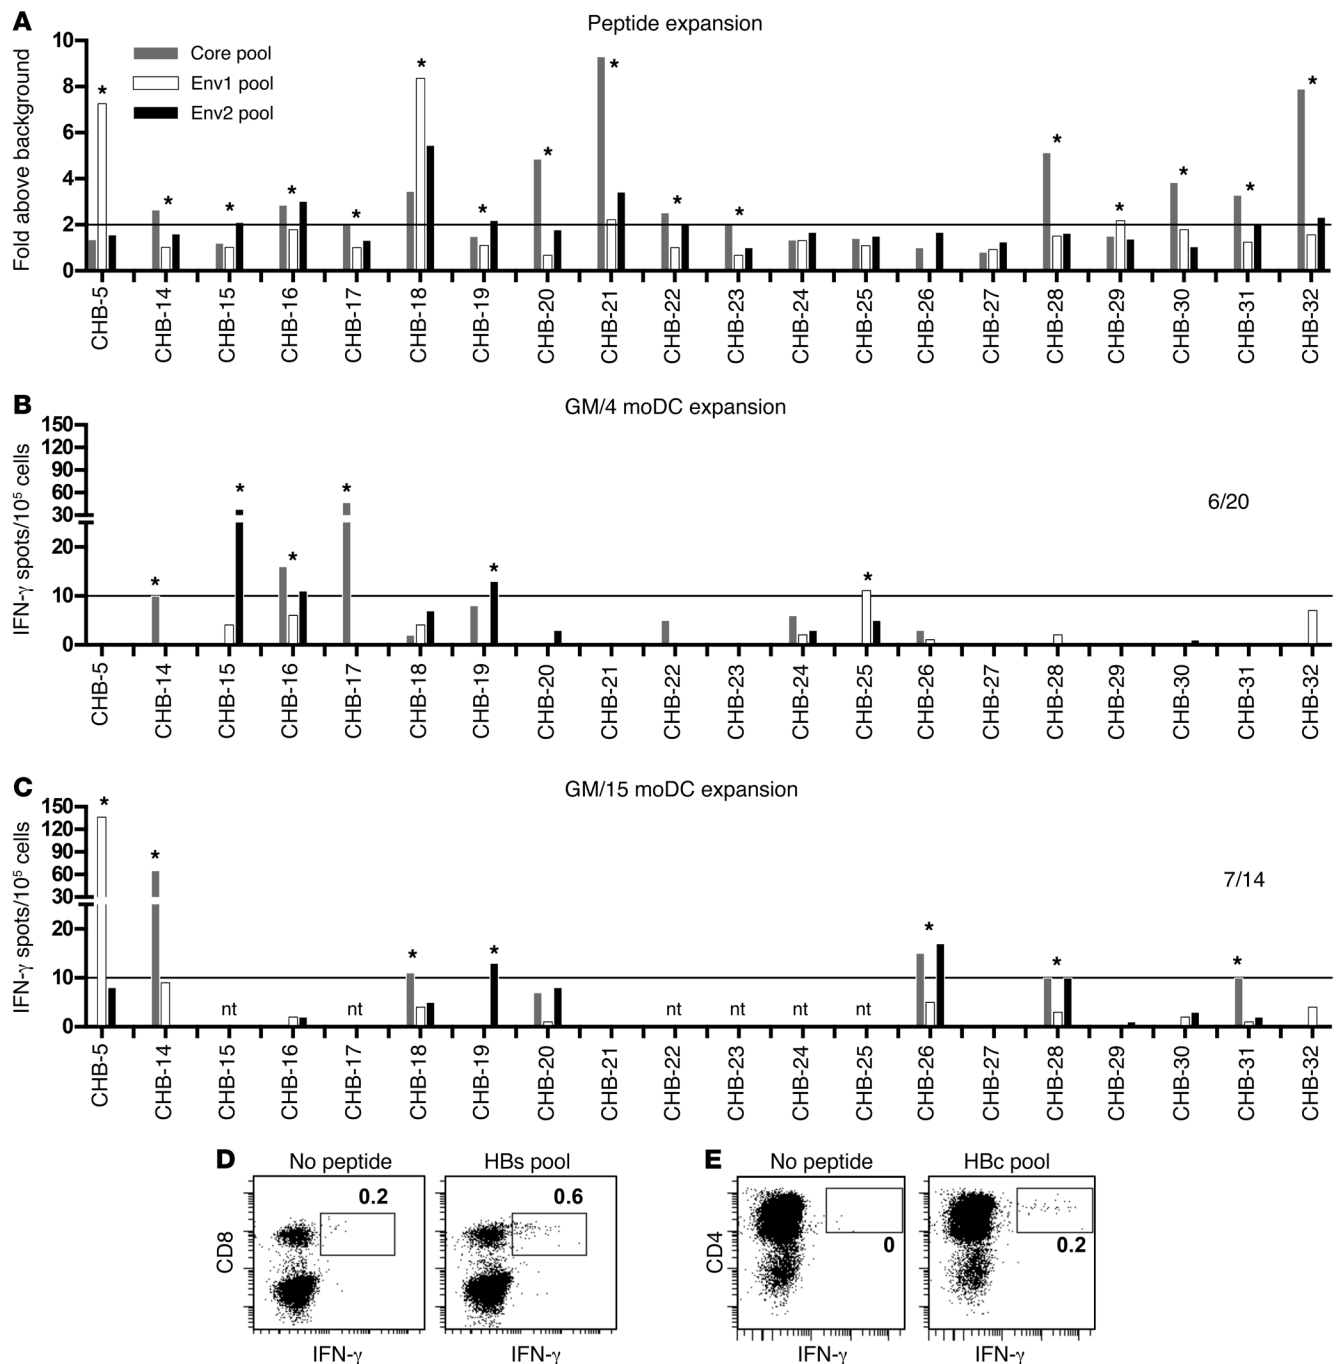 A
Peptide expansion
Fold above background
10
8
6
4
2
0
Core pool
Env1 pool
Env2 pool
* * * * * * * * * * * * * * * *
CHB-5 CHB-14 CHB-15 CHB-16 CHB-17 CHB-18 CHB-19 CHB-20 CHB-21 CHB-22 CHB-23 CHB-24 CHB-25 CHB-26 CHB-27 CHB-28 CHB-29 CHB-30 CHB-31 CHB-32
B
GM/4 moDC expansion
IFN-γ spots/10⁵ cells
150
120
90
60
30
20
10
0
* * * * * *
6/20
CHB-5 CHB-14 CHB-15 CHB-16 CHB-17 CHB-18 CHB-19 CHB-20 CHB-21 CHB-22 CHB-23 CHB-24 CHB-25 CHB-26 CHB-27 CHB-28 CHB-29 CHB-30 CHB-31 CHB-32
C
GM/15 moDC expansion
IFN-γ spots/10⁵ cells
150
120
90
60
30
20
10
0
* * * * * * *
7/14
nt nt nt nt nt nt
CHB-5 CHB-14 CHB-15 CHB-16 CHB-17 CHB-18 CHB-19 CHB-20 CHB-21 CHB-22 CHB-23 CHB-24 CHB-25 CHB-26 CHB-27 CHB-28 CHB-29 CHB-30 CHB-31 CHB-32
D
No peptide
HBs pool
0.2
0.6
CD8
IFN-γ
IFN-γ
E
No peptide
HBc pool
0
0.2
CD4
IFN-γ
IFN-γ